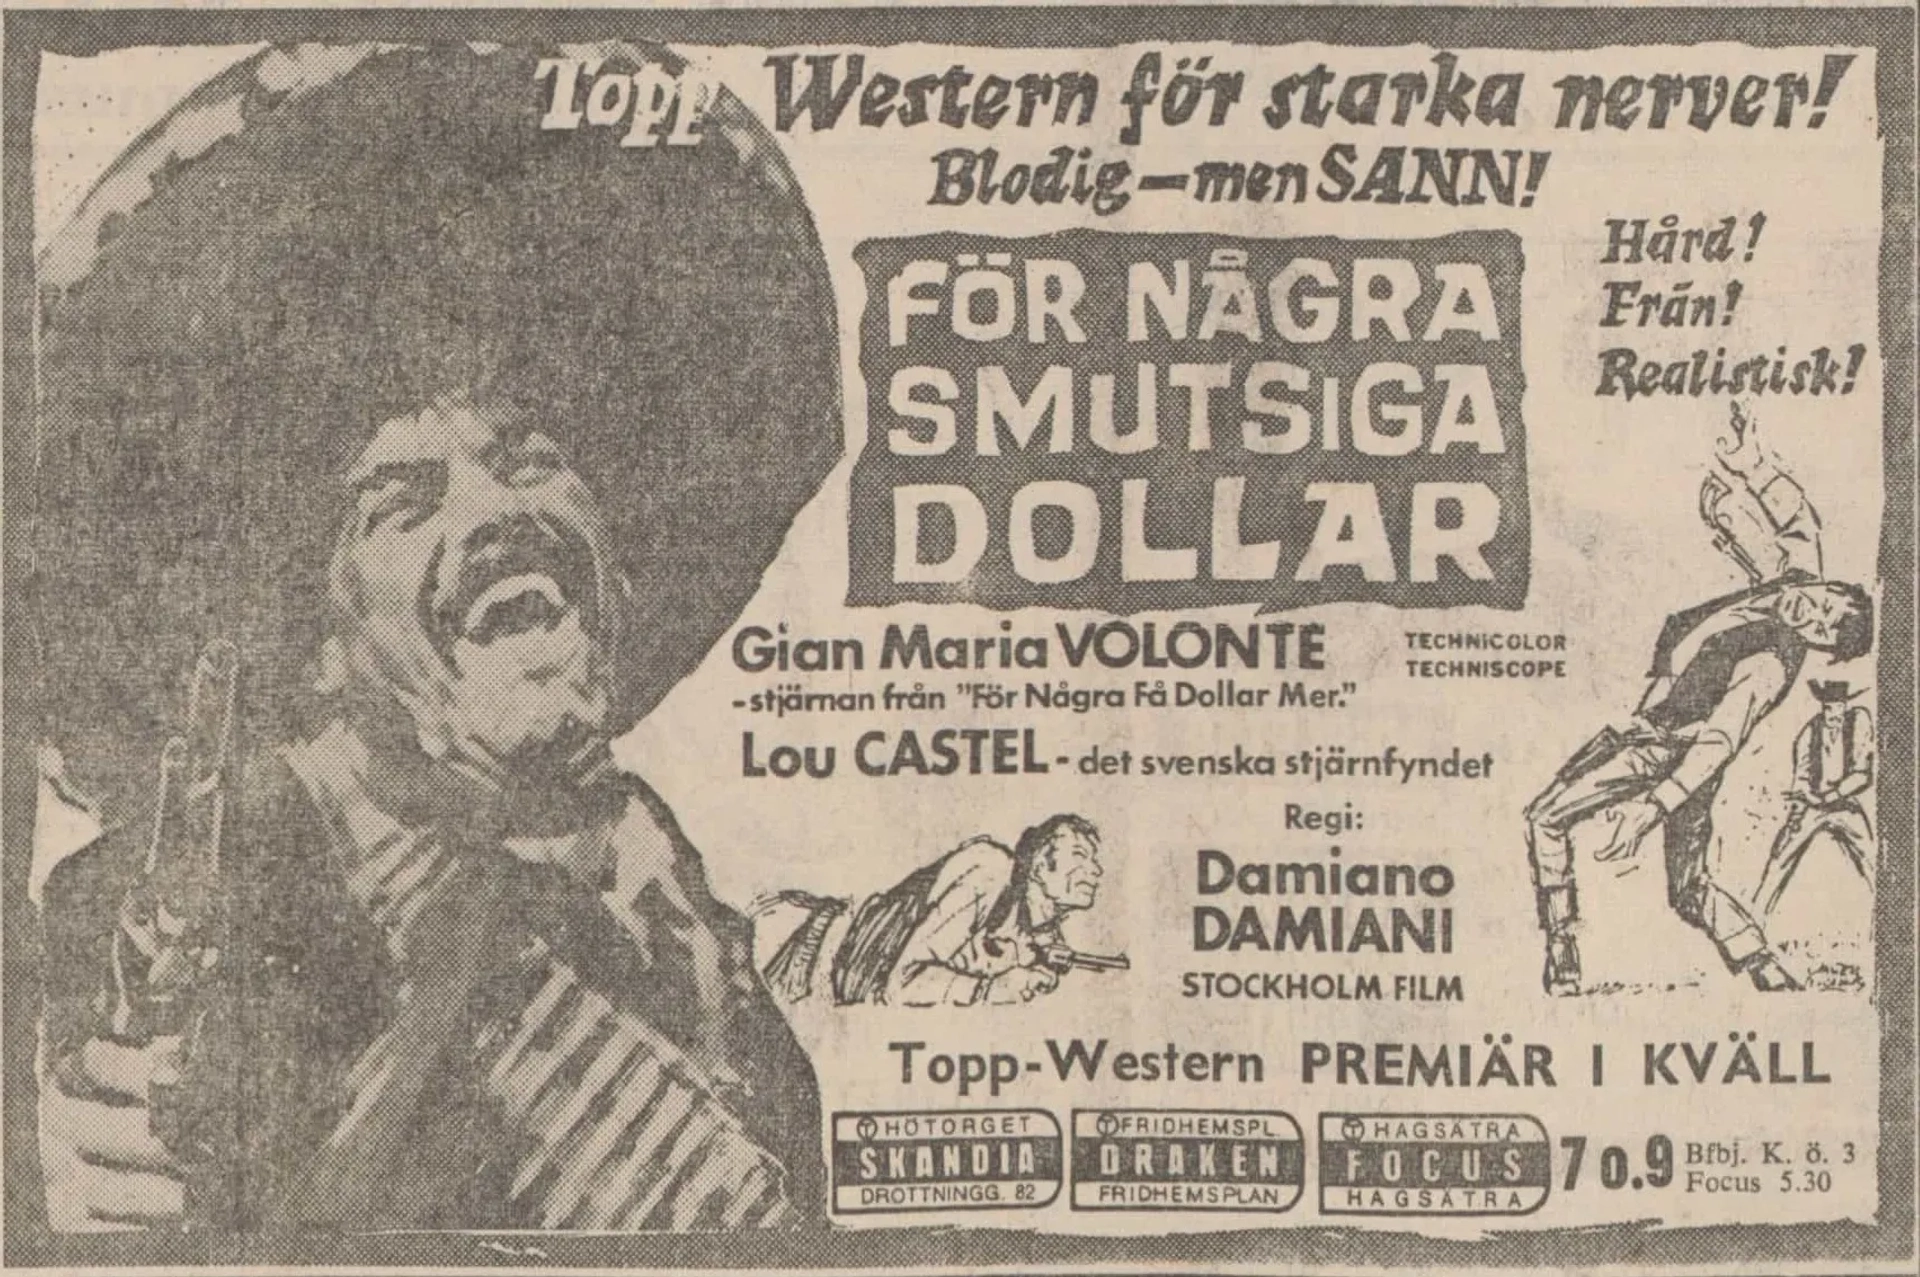 Topp Western för starka nerver!
Blodig – men SANN!
Hård!
Från!
Realistisk!
FÖR NÅGRA
SMUTSIGA
DOLLAR
Gian Maria VOLONTE
- stjärnan från "För Några Få Dollar Mer."
TECHNICOLOR
TECHNISCOPE
Lou CASTEL - det svenska stjärnfyndet
Regi:
Damiano
DAMIANI
STOCKHOLM FILM
Topp-Western PREMIÄR I KVÄLL
T HÖTORGET
SKANDIA
DROTTNINGG. 82
T FRIDHEMSPL.
DRAKEN
FRIDHEMSPLAN
T HAGSÄTRA
FOCUS
HAGSÄTRA
7 o. 9
Bfbj. K. ö. 3
Focus 5.30